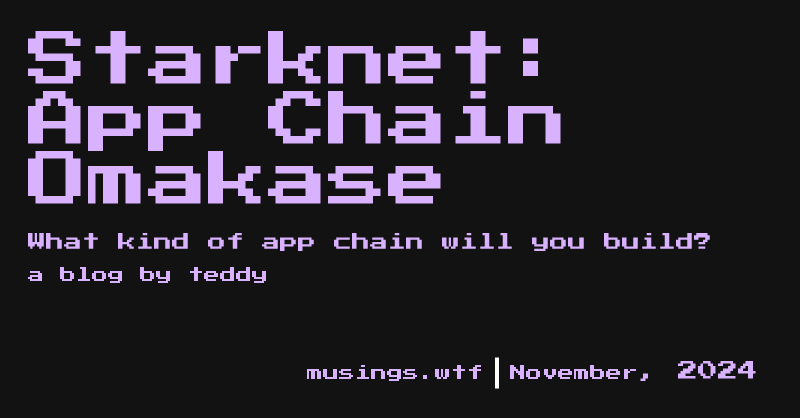 Starknet:
App Chain
Omakase
What kind of app chain will you build?
a blog by teddy
musings.wtf | November, 2024